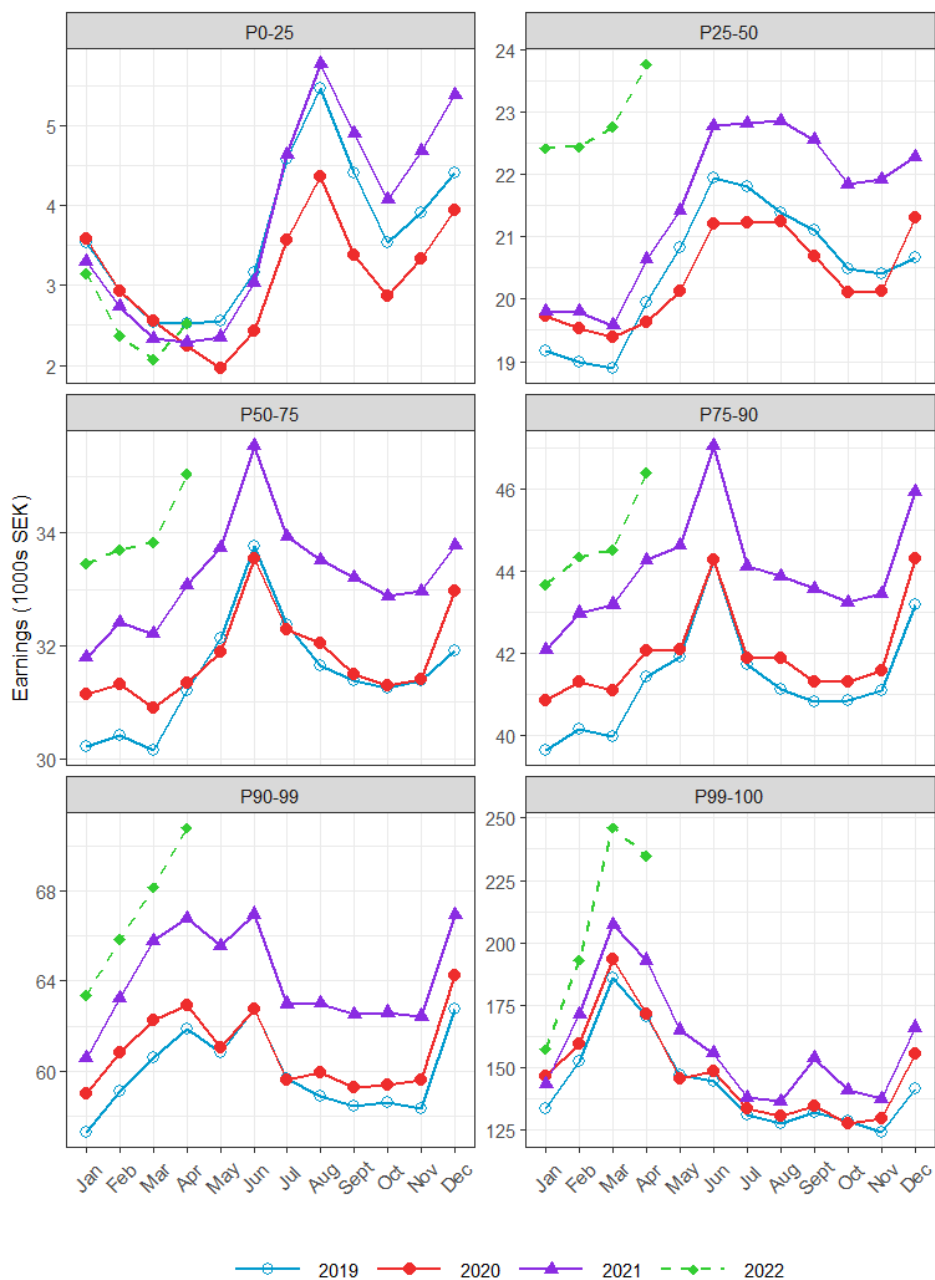 P0-25
P25-50
5
4
3
2
24
23
22
21
20
19
P50-75
P75-90
34
32
30
46
44
42
40
Earnings (1000s SEK)
P90-99
P99-100
68
64
60
250
225
200
175
150
125
Jan Feb Mar Apr May Jun Jul Aug Sept Oct Nov Dec
Jan Feb Mar Apr May Jun Jul Aug Sept Oct Nov Dec
2019 2020 2021 2022